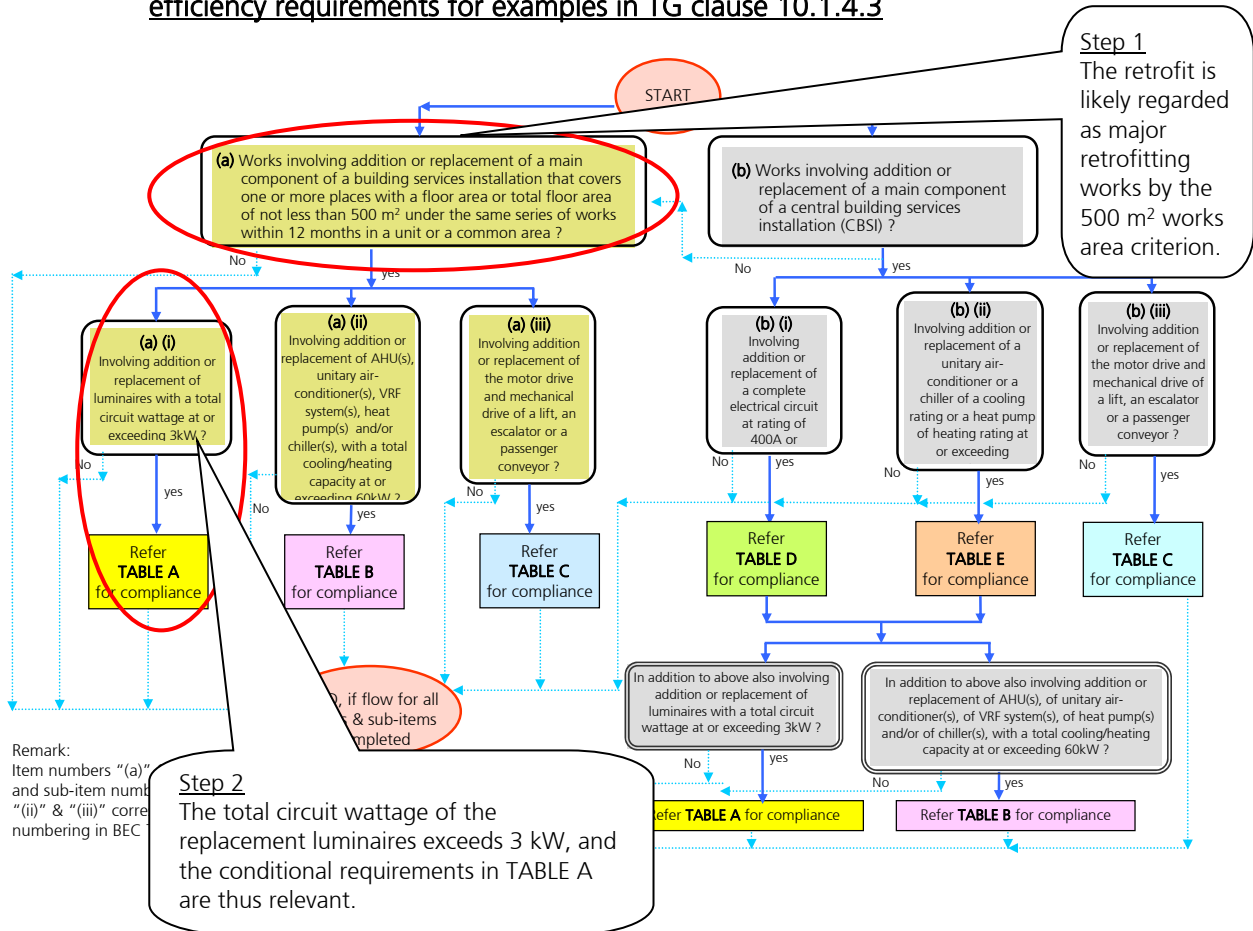 efficiency requirements for examples in TG clause 10.1.4.3
START
Step 1
The retrofit is
likely regarded
as major
retrofitting
works by the
500 m² works
area criterion.
(a) Works involving addition or replacement of a main
component of a building services installation that covers
one or more places with a floor area or total floor area
of not less than 500 m² under the same series of works
within 12 months in a unit or a common area ?
(b) Works involving addition or
replacement of a main component
of a central building services
installation (CBSI) ?
No
yes
No
yes
(a) (i)
Involving addition or
replacement of
luminaires with a total
circuit wattage at or
exceeding 3kW ?
(a) (ii)
Involving addition or
replacement of AHU(s),
unitary air-
conditioner(s), VRF
system(s), heat
pump(s) and/or
chiller(s), with a total
cooling/heating
capacity at or
exceeding 60kW ?
(a) (iii)
Involving addition
or replacement of
the motor drive
and mechanical
drive of a lift, an
escalator or a
passenger
conveyor ?
(b) (i)
Involving
addition or
replacement of
a complete
electrical circuit
at rating of
400A or
(b) (ii)
Involving addition or
replacement of a
unitary air-
conditioner or a
chiller of a cooling
rating or a heat pump
of heating rating at
or exceeding
(b) (iii)
Involving addition
or replacement of
the motor drive and
mechanical drive of
a lift, an escalator
or a passenger
conveyor ?
No
yes
No
yes
No
yes
No
yes
No
yes
No
yes
Refer
TABLE A
for compliance
Refer
TABLE B
for compliance
Refer
TABLE C
for compliance
Refer
TABLE D
for compliance
Refer
TABLE E
for compliance
Refer
TABLE C
for compliance
, if flow for all
& sub-items
In addition to above also involving
addition or replacement of
luminaires with a total circuit
wattage at or exceeding 3kW ?
In addition to above also involving addition or
replacement of AHU(s), of unitary air-
conditioner(s), of VRF system(s), of heat pump(s)
and/or of chiller(s), with a total cooling/heating
capacity at or exceeding 60kW ?
No
yes
No
yes
Refer TABLE A for compliance
Refer TABLE B for compliance
Remark:
Item numbers "(a)"
and sub-item
"(ii)" & "(iii)"
numbering in BEC
Step 2
The total circuit wattage of the
replacement luminaires exceeds 3 kW, and
the conditional requirements in TABLE A
are thus relevant.